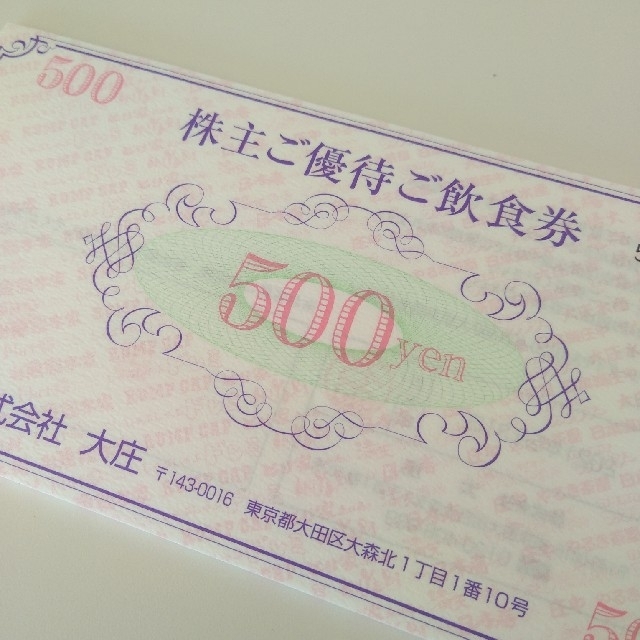 500
株主ご優待ご飲食券
500yen
式会社 大庄 〒143-0016 東京都大田区大森北1丁目1番10号